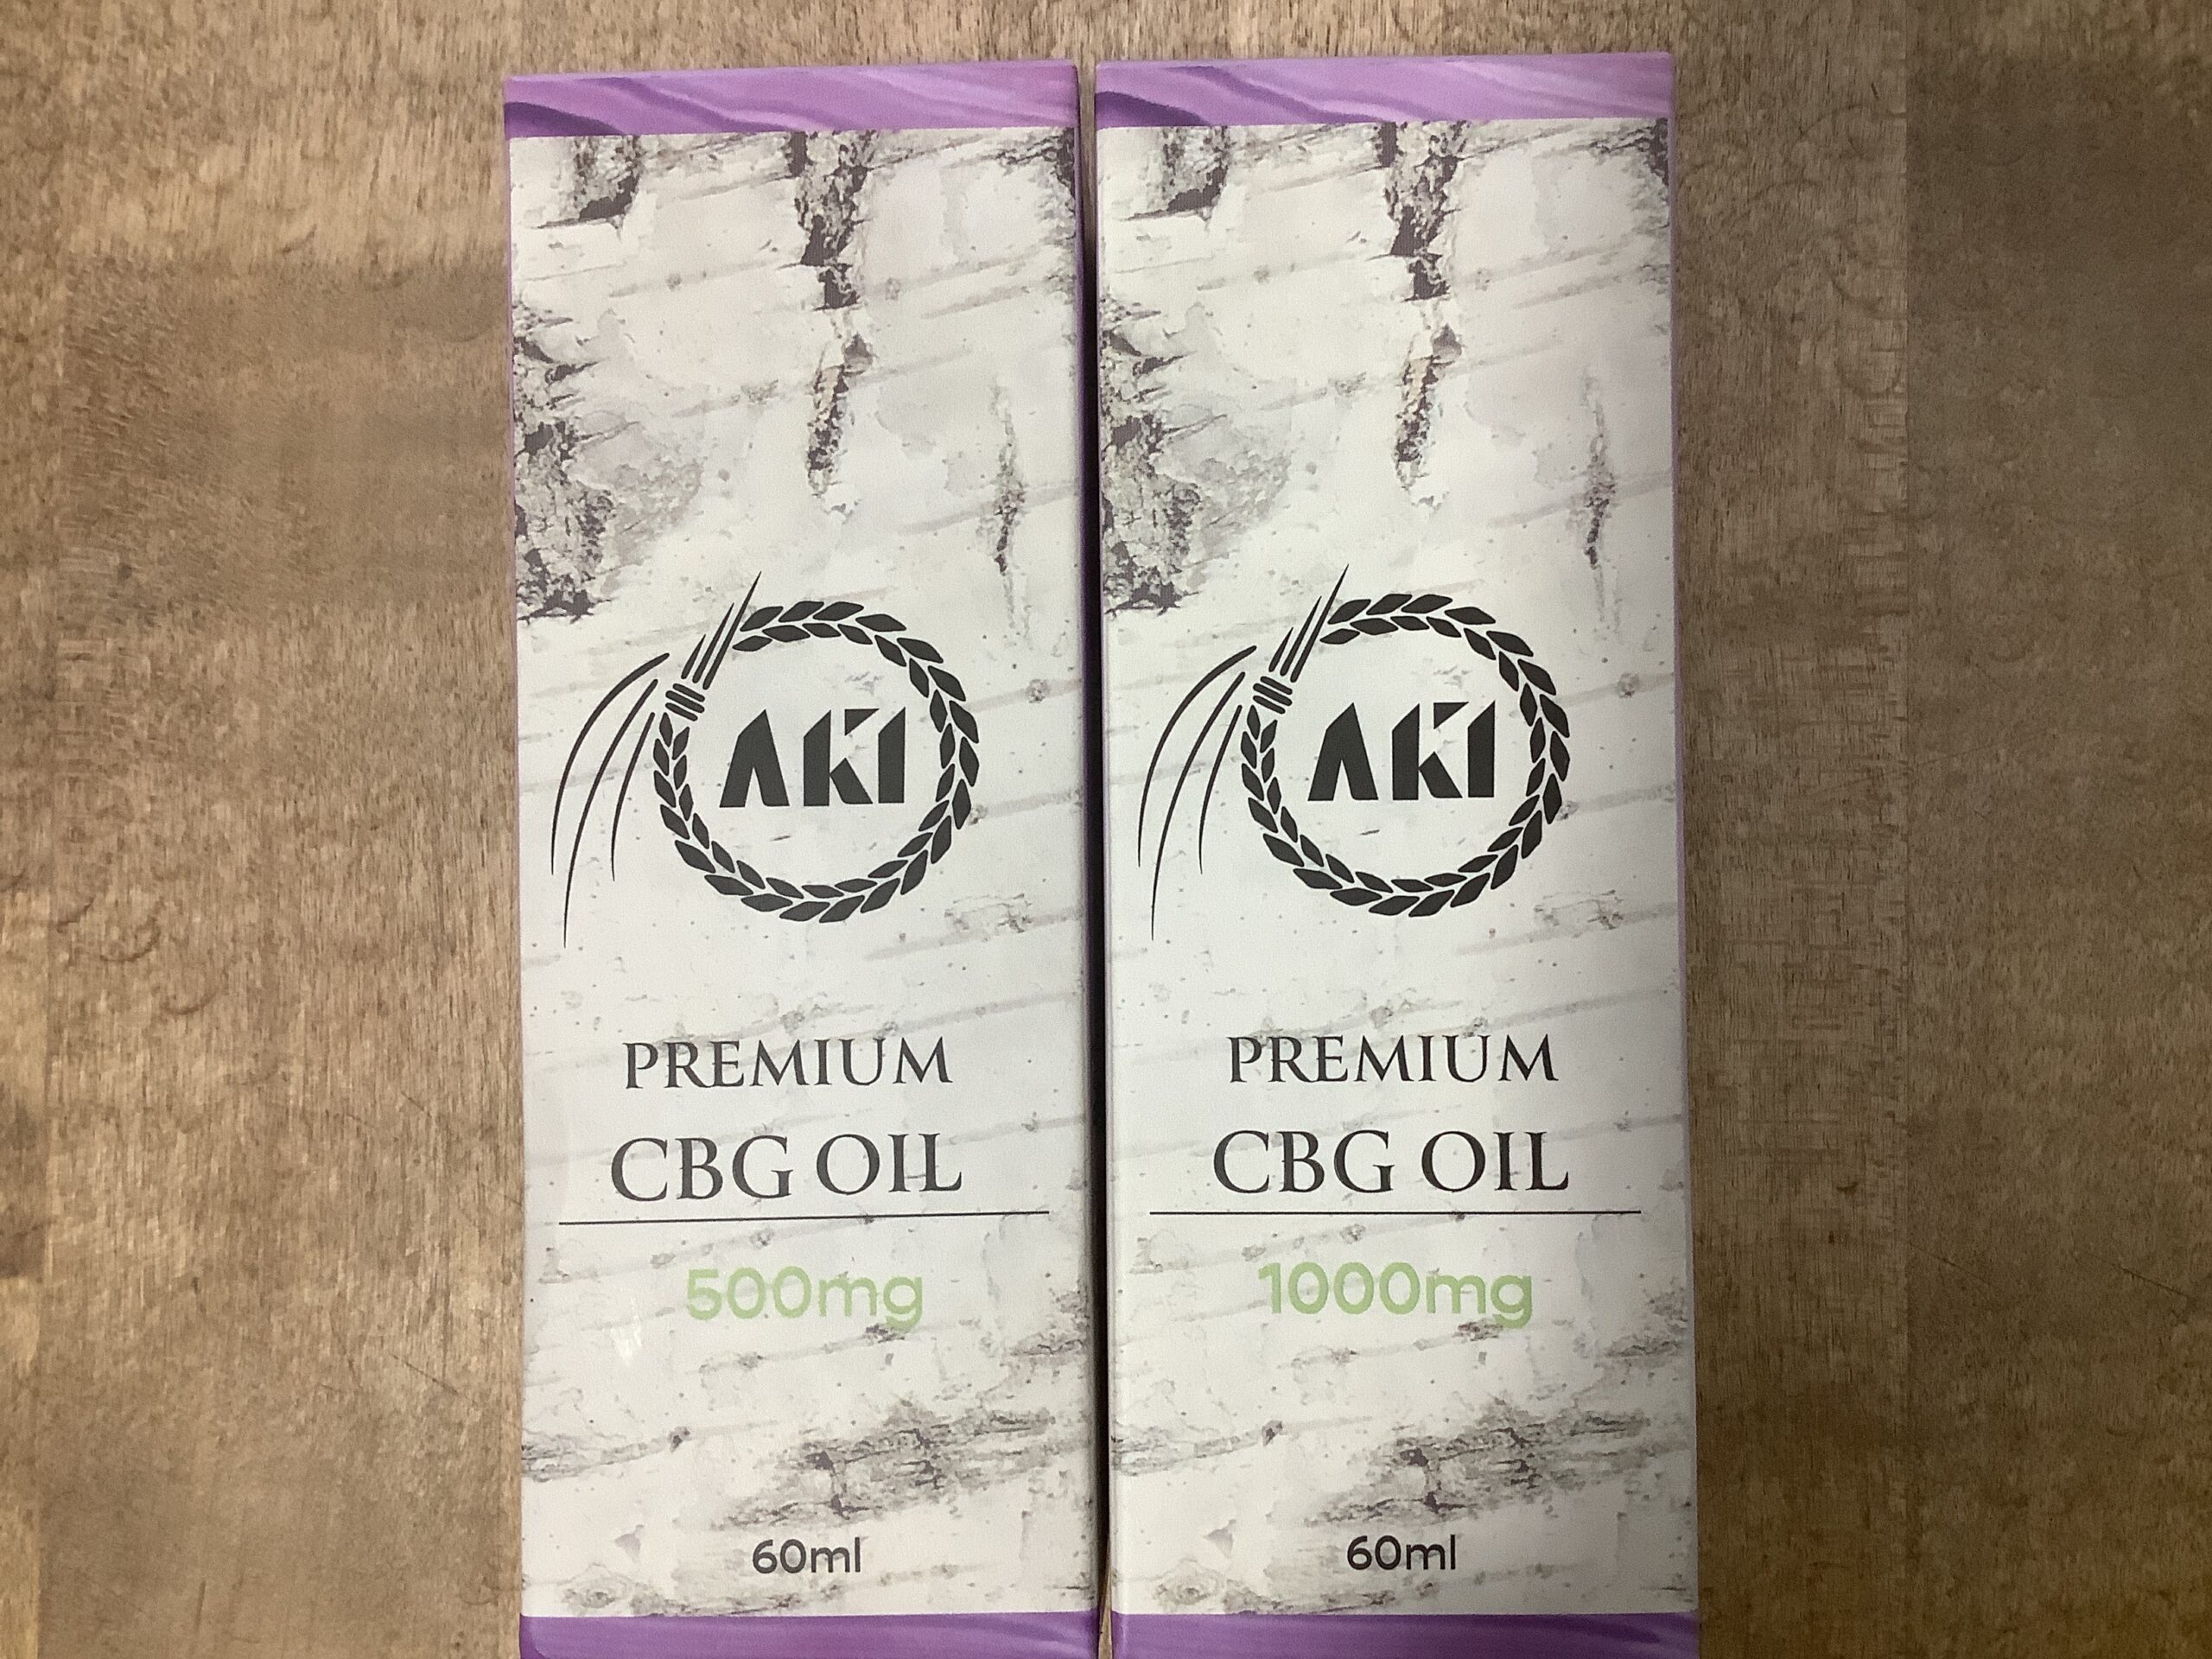 AKI
PREMIUM
CBG OIL
500mg
60ml
AKI
PREMIUM
CBG OIL
1000mg
60ml